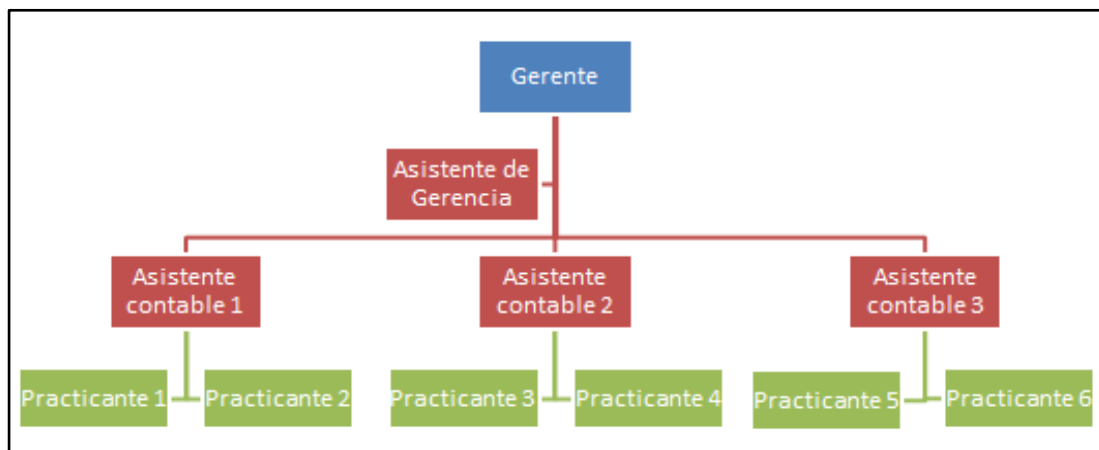 Gerente
Asistente de
Gerencia
Asistente
contable 1
Asistente
contable 2
Asistente
contable 3
Practicante 1
Practicante 2
Practicante 3
Practicante 4
Practicante 5
Practicante 6